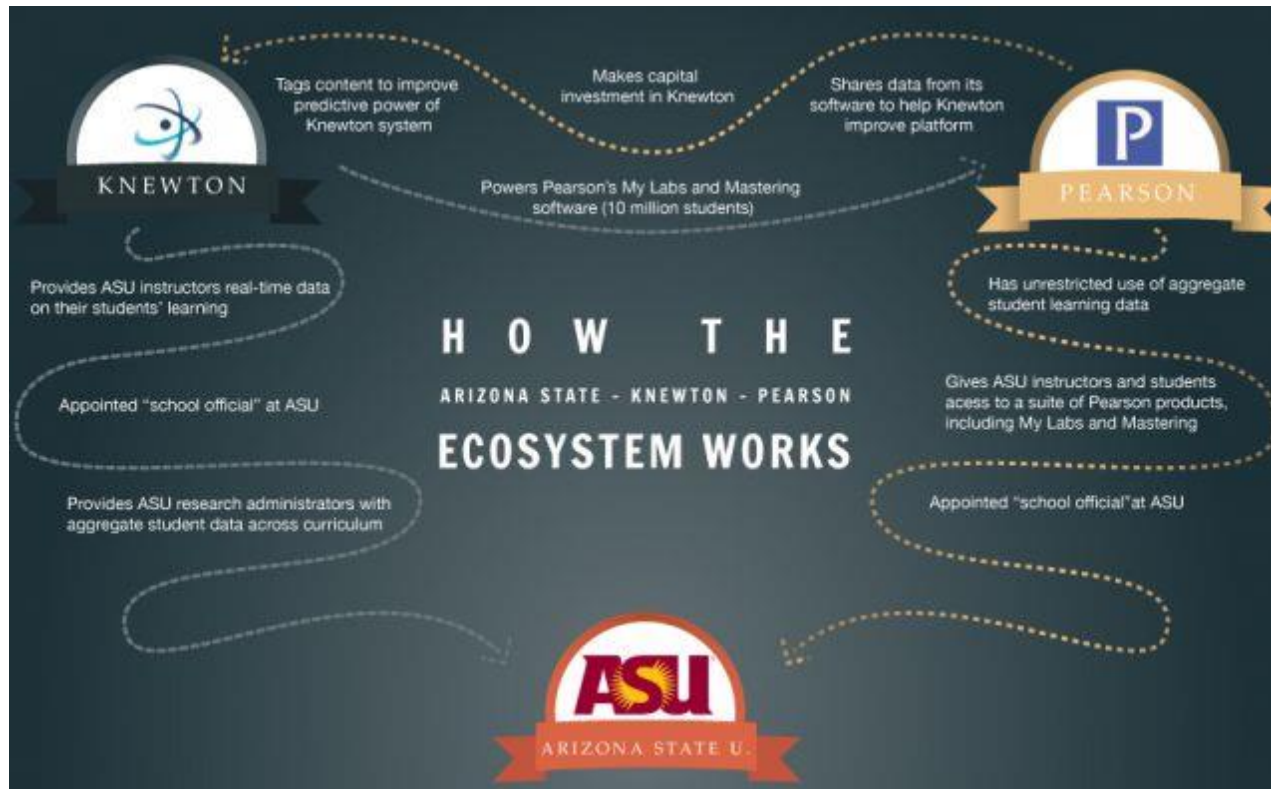 Tags content to improve
predictive power of
Knewton system
Makes capital
investment in Knewton
Shares data from its
software to help Knewton
improve platform
KNEWTON
P
PEARSON
Powers Pearson's My Labs and Mastering
software (10 million students)
Provides ASU instructors real-time data
on their students' learning
Appointed "school official" at ASU
Provides ASU research administrators with
aggregate student data across curriculum
HOW THE
ARIZONA STATE - KNEWTON - PEARSON
ECOSYSTEM WORKS
Has unrestricted use of aggregate
student learning data
Gives ASU instructors and students
acess to a suite of Pearson products,
including My Labs and Mastering
Appointed "school official"at ASU
ASU
ARIZONA STATE U.